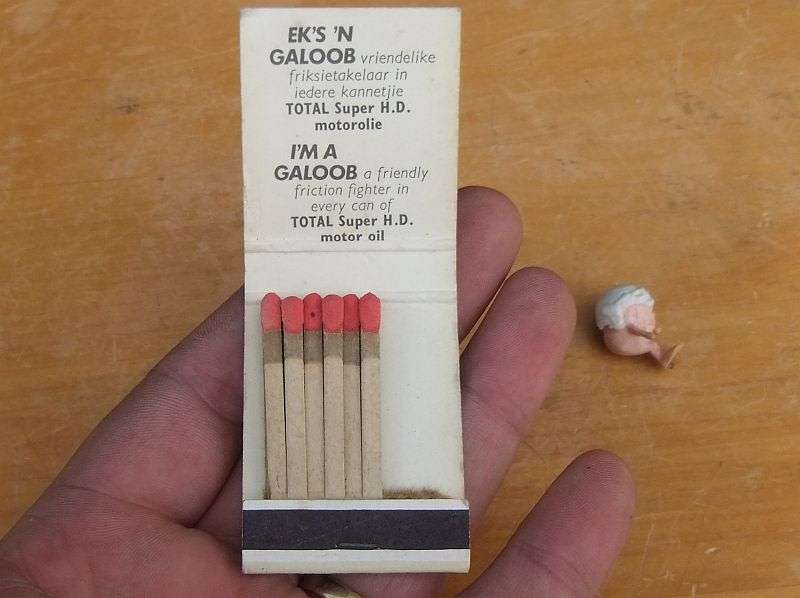 EK'S 'N
GALOOB vriendelike
friksietakelaar in
iedere kannetjie
TOTAL Super H.D.
motorolie
I'M A
GALOOB a friendly
friction fighter in
every can of
TOTAL Super H.D.
motor oil